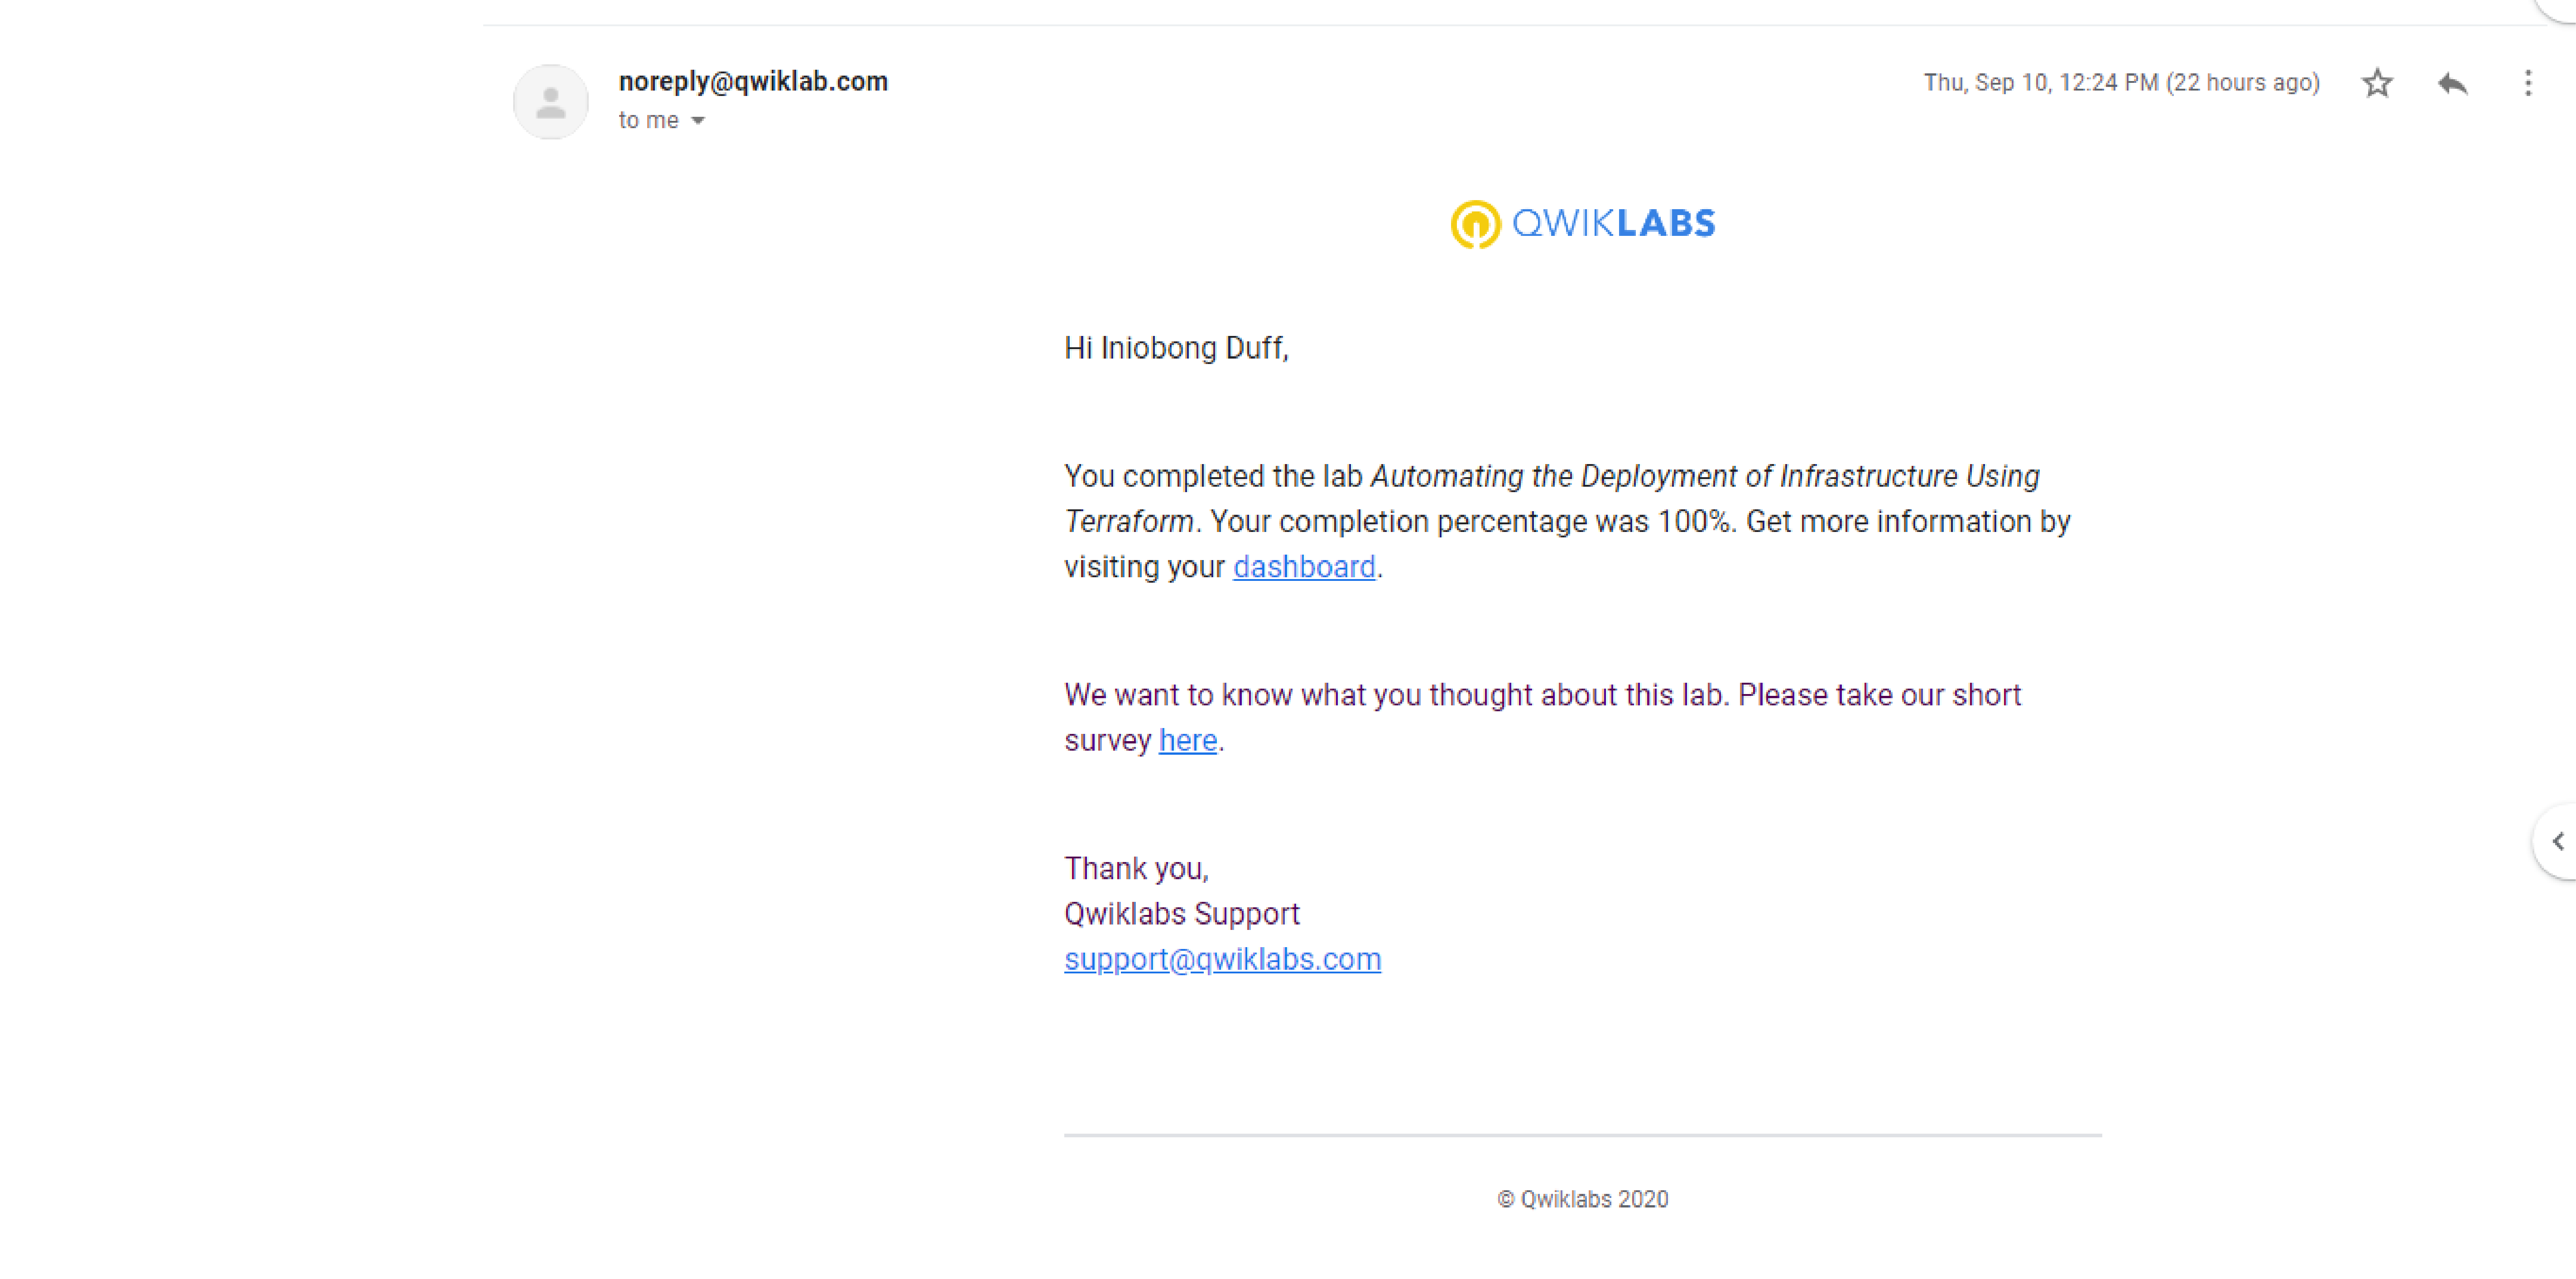 noreply@qwiklab.com
Thu, Sep 10, 12:24 PM (22 hours ago)
to me
QWIKLABS
Hi Iniobong Duff,
You completed the lab Automating the Deployment of Infrastructure Using
Terraform. Your completion percentage was 100%. Get more information by
visiting your dashboard.
We want to know what you thought about this lab. Please take our short
survey here.
Thank you,
Qwiklabs Support
support@qwiklabs.com
© Qwiklabs 2020